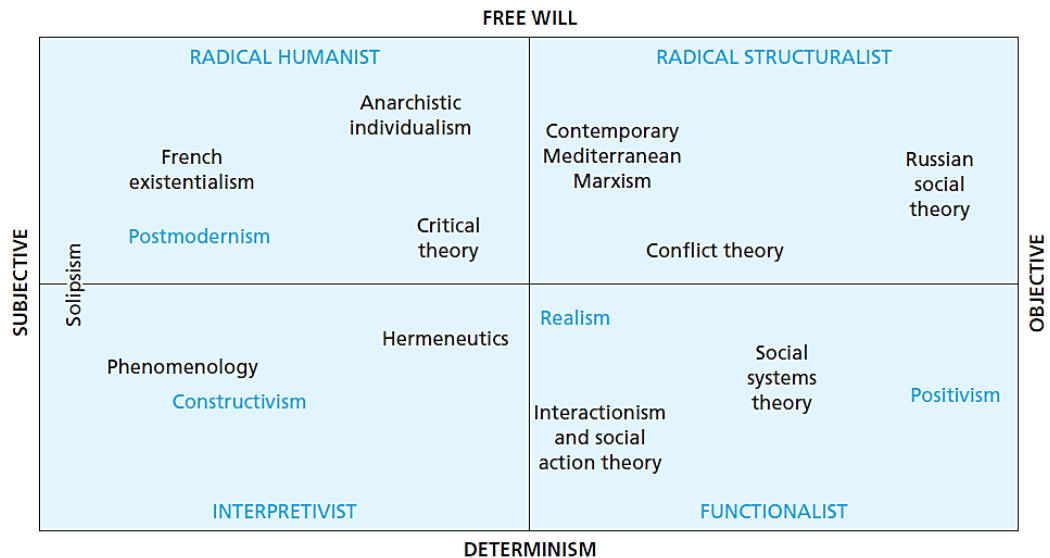 FREE WILL
RADICAL HUMANIST
RADICAL STRUCTURALIST
Anarchistic
individualism
French
existentialism
Postmodernism
Critical
theory
Contemporary
Mediterranean
Marxism
Russian
social
theory
Conflict theory
SUBJECTIVE
Solipsism
OBJECTIVE
Hermeneutics
Phenomenology
Constructivism
Realism
Social
systems
theory
Positivism
Interactionism
and social
action theory
INTERPRETIVIST
FUNCTIONALIST
DETERMINISM